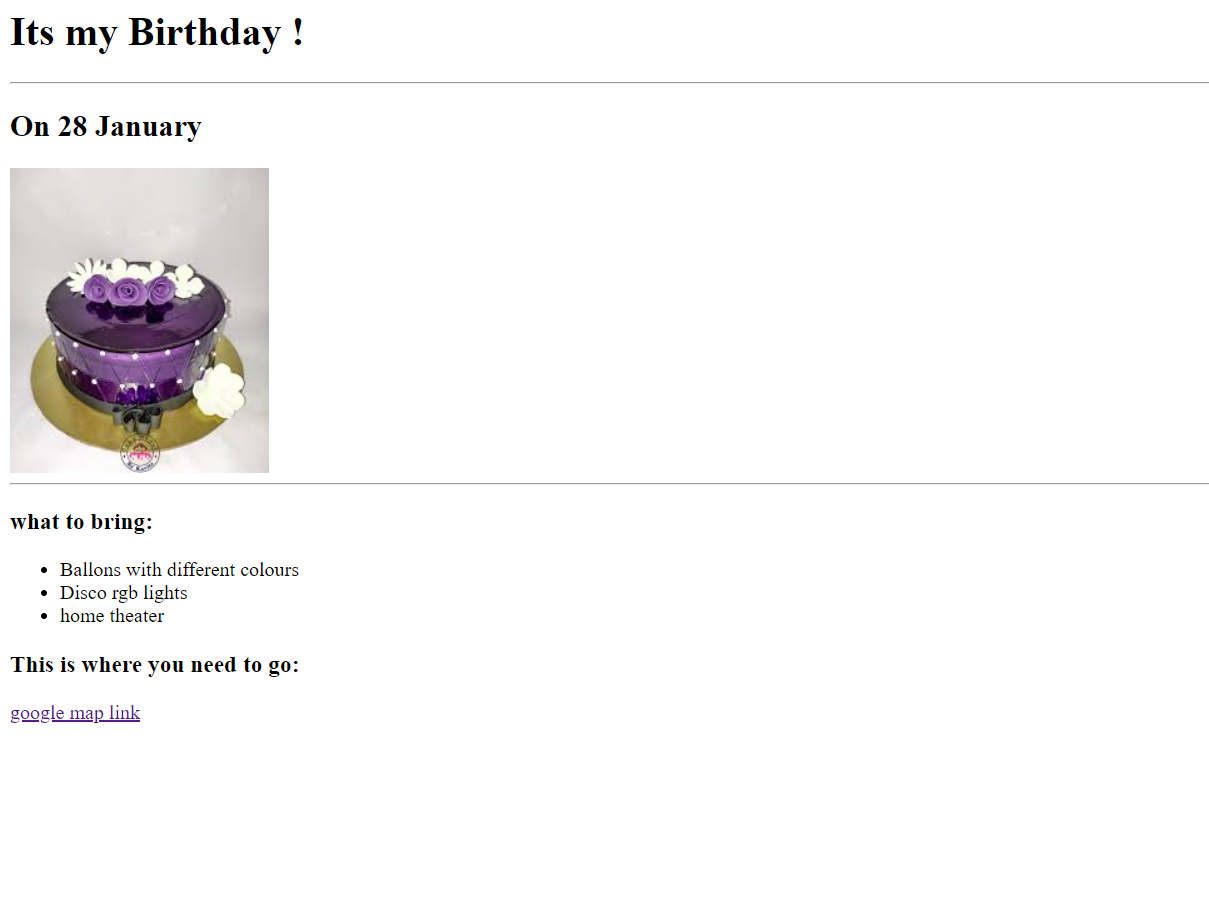 Its my Birthday !
On 28 January
what to bring:
Ballons with different colours
Disco rgb lights
home theater
This is where you need to go:
google map link